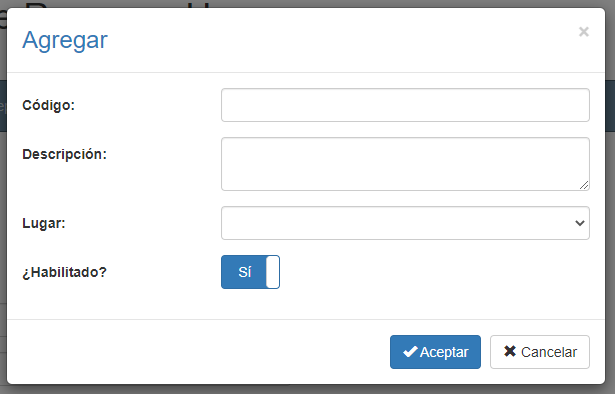 Agregar
×
Código:
Descripción:
Lugar:
¿Habilitado?
Sí
Aceptar
Cancelar